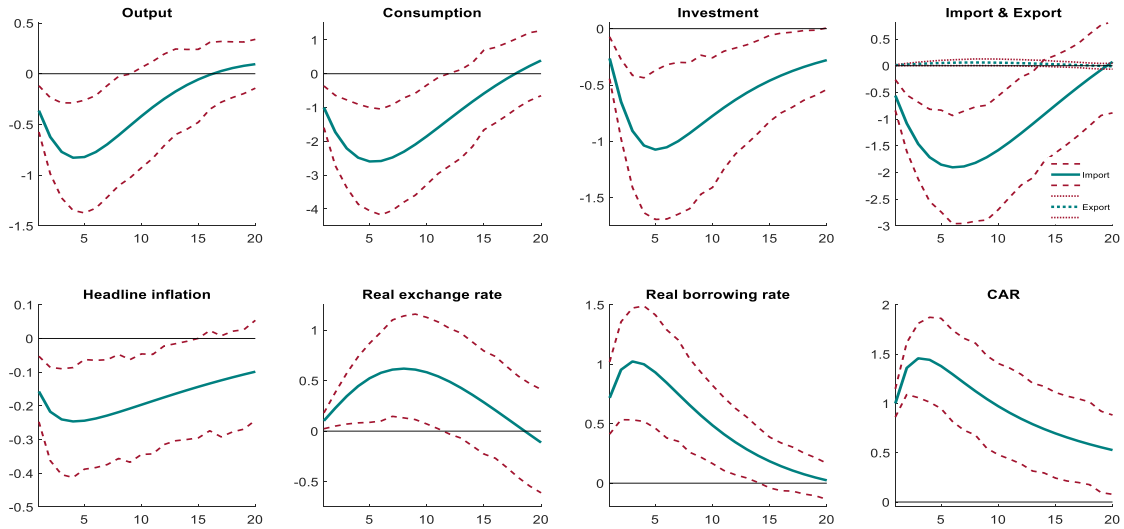 Output
0.5
0
-0.5
-1
-1.5
5 10 15 20
Consumption
1
0
-1
-2
-3
-4
5 10 15 20
Investment
0
-0.5
-1
-1.5
5 10 15 20
Import & Export
0.5
0
-0.5
-1
-1.5
-2
-2.5
-3
5 10 15 20
Import
Export
Headline inflation
0.1
0
-0.1
-0.2
-0.3
-0.4
-0.5
5 10 15 20
Real exchange rate
1
0.5
0
-0.5
5 10 15 20
Real borrowing rate
1.5
1
0.5
0
5 10 15 20
CAR
2
1.5
1
0.5
0
5 10 15 20